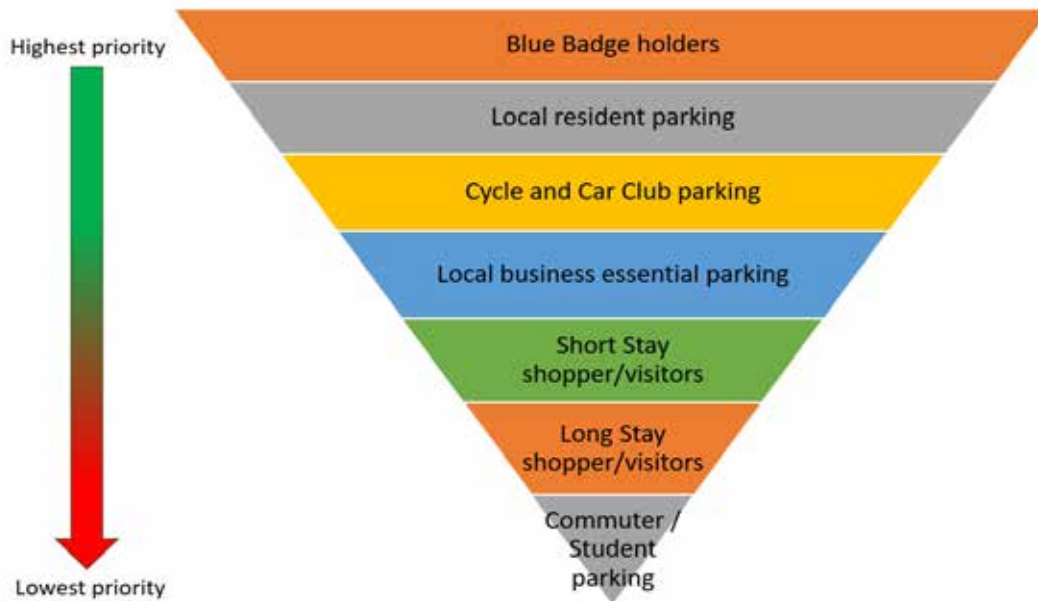 Highest priority
Blue Badge holders
Local resident parking
Cycle and Car Club parking
Local business essential parking
Short Stay
shopper/visitors
Long Stay
shopper/visitors
Commuter /
Student
parking
Lowest priority